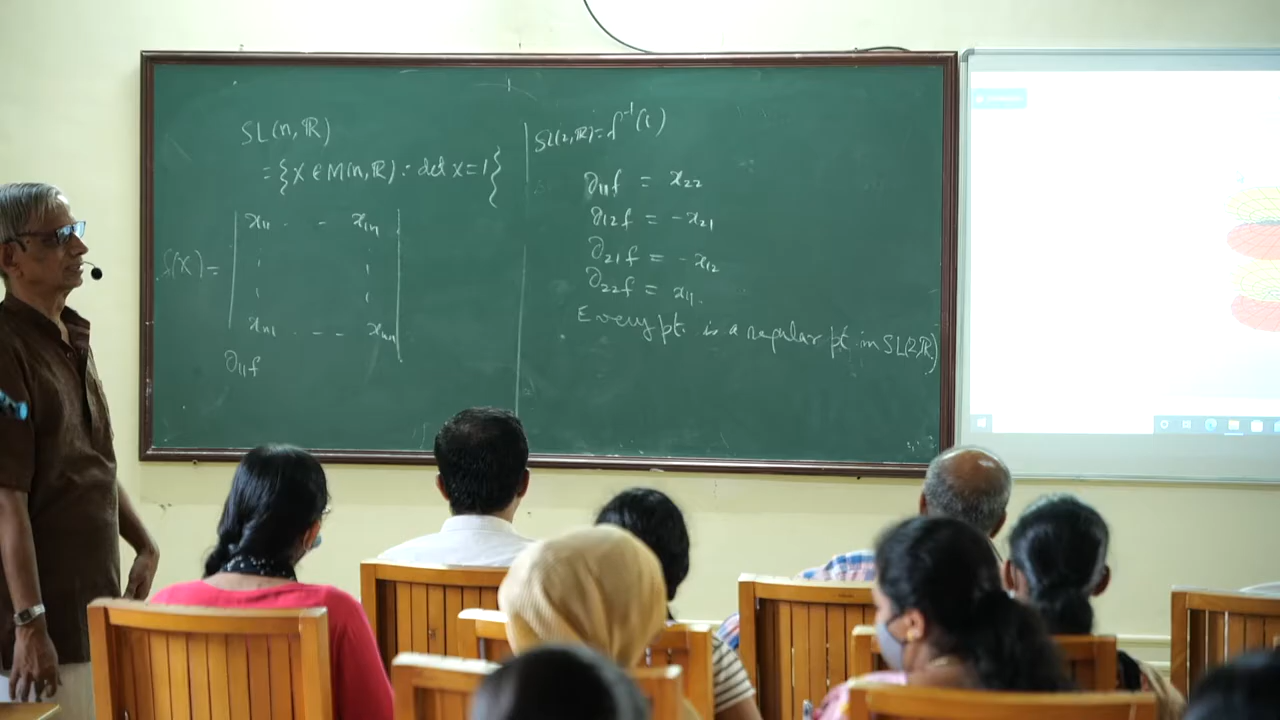 SL(n, ℝ)
= {X ∈ M(n, ℝ) : det X = 1}
f(X) = | x₁₁ . - x₁ₙ |
xₙ₁ . - - xₙₙ
∂₁₁f
SL(2, ℝ) = f⁻¹(1)
∂₁₁f = x₂₂
∂₁₂f = -x₂₁
∂₂₁f = -x₁₂
∂₂₂f = x₁₁.
Every pt. is a regular pt in SL(2, ℝ)